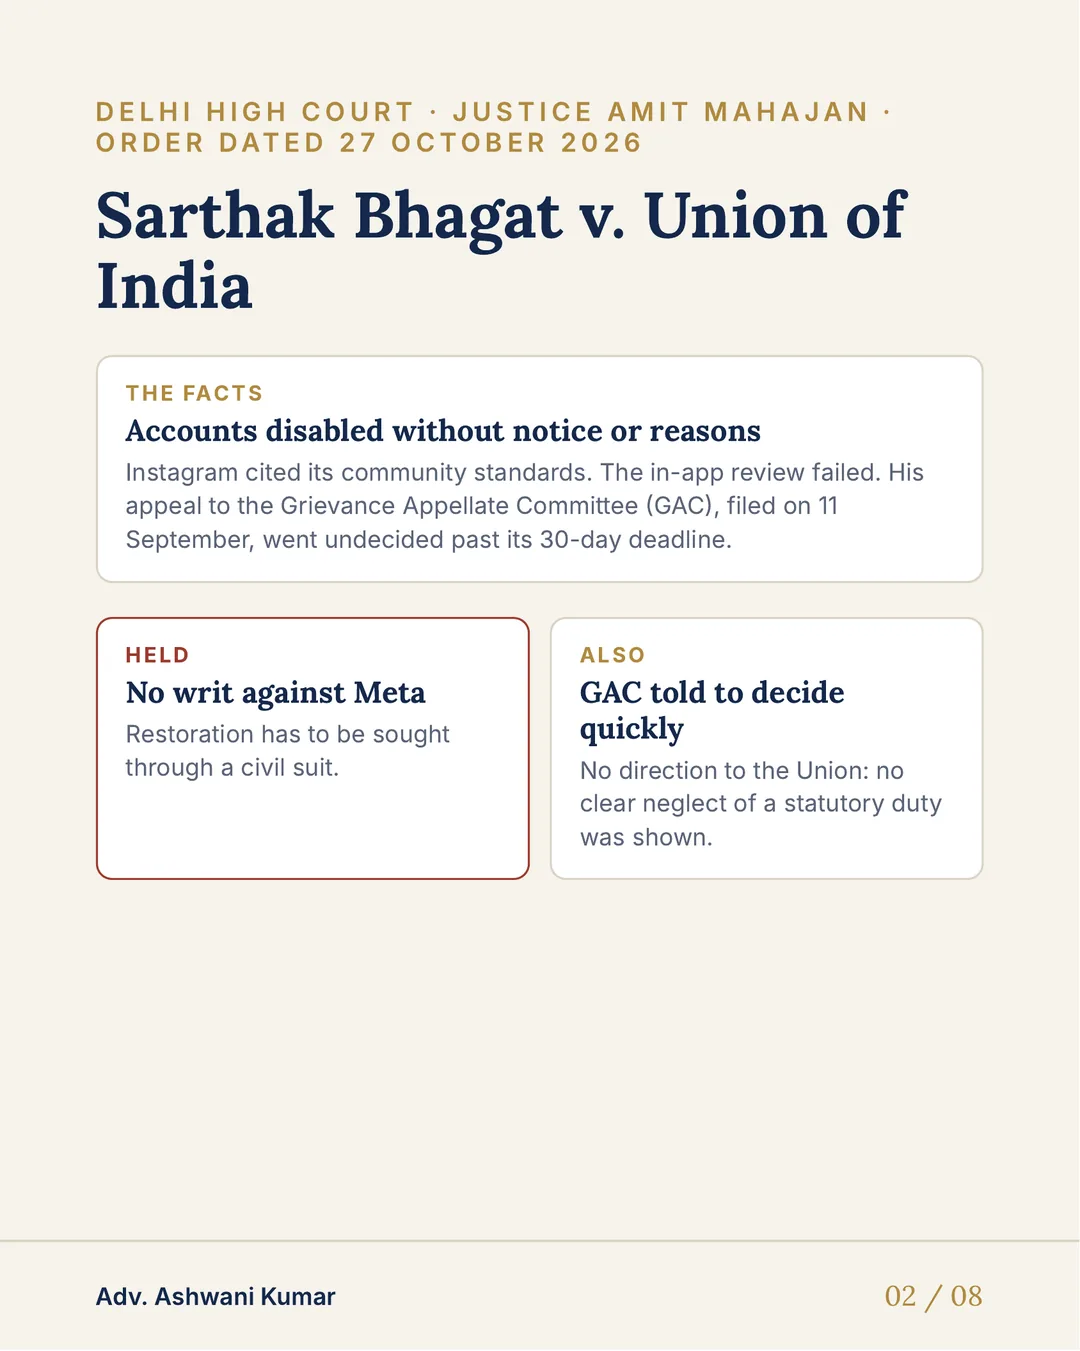 DELHI HIGH COURT · JUSTICE AMIT MAHAJAN ·
ORDER DATED 27 OCTOBER 2026
Sarthak Bhagat v. Union of
India
THE FACTS
Accounts disabled without notice or reasons
Instagram cited its community standards. The in-app review failed. His
appeal to the Grievance Appellate Committee (GAC), filed on 11
September, went undecided past its 30-day deadline.
HELD
No writ against Meta
Restoration has to be sought
through a civil suit.
ALSO
GAC told to decide
quickly
No direction to the Union: no
clear neglect of a statutory duty
was shown.
Adv. Ashwani Kumar
02 / 08